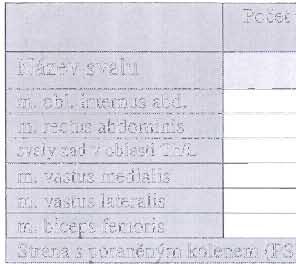 Počet
Název svalu
m. obl. internus abd.
m. rectus abdominis
svaly zad v oblasti Th/L
m. vastus medialis
m. vastus lateralis
m. biceps femoris
Strana s poraněným kolenem (PS